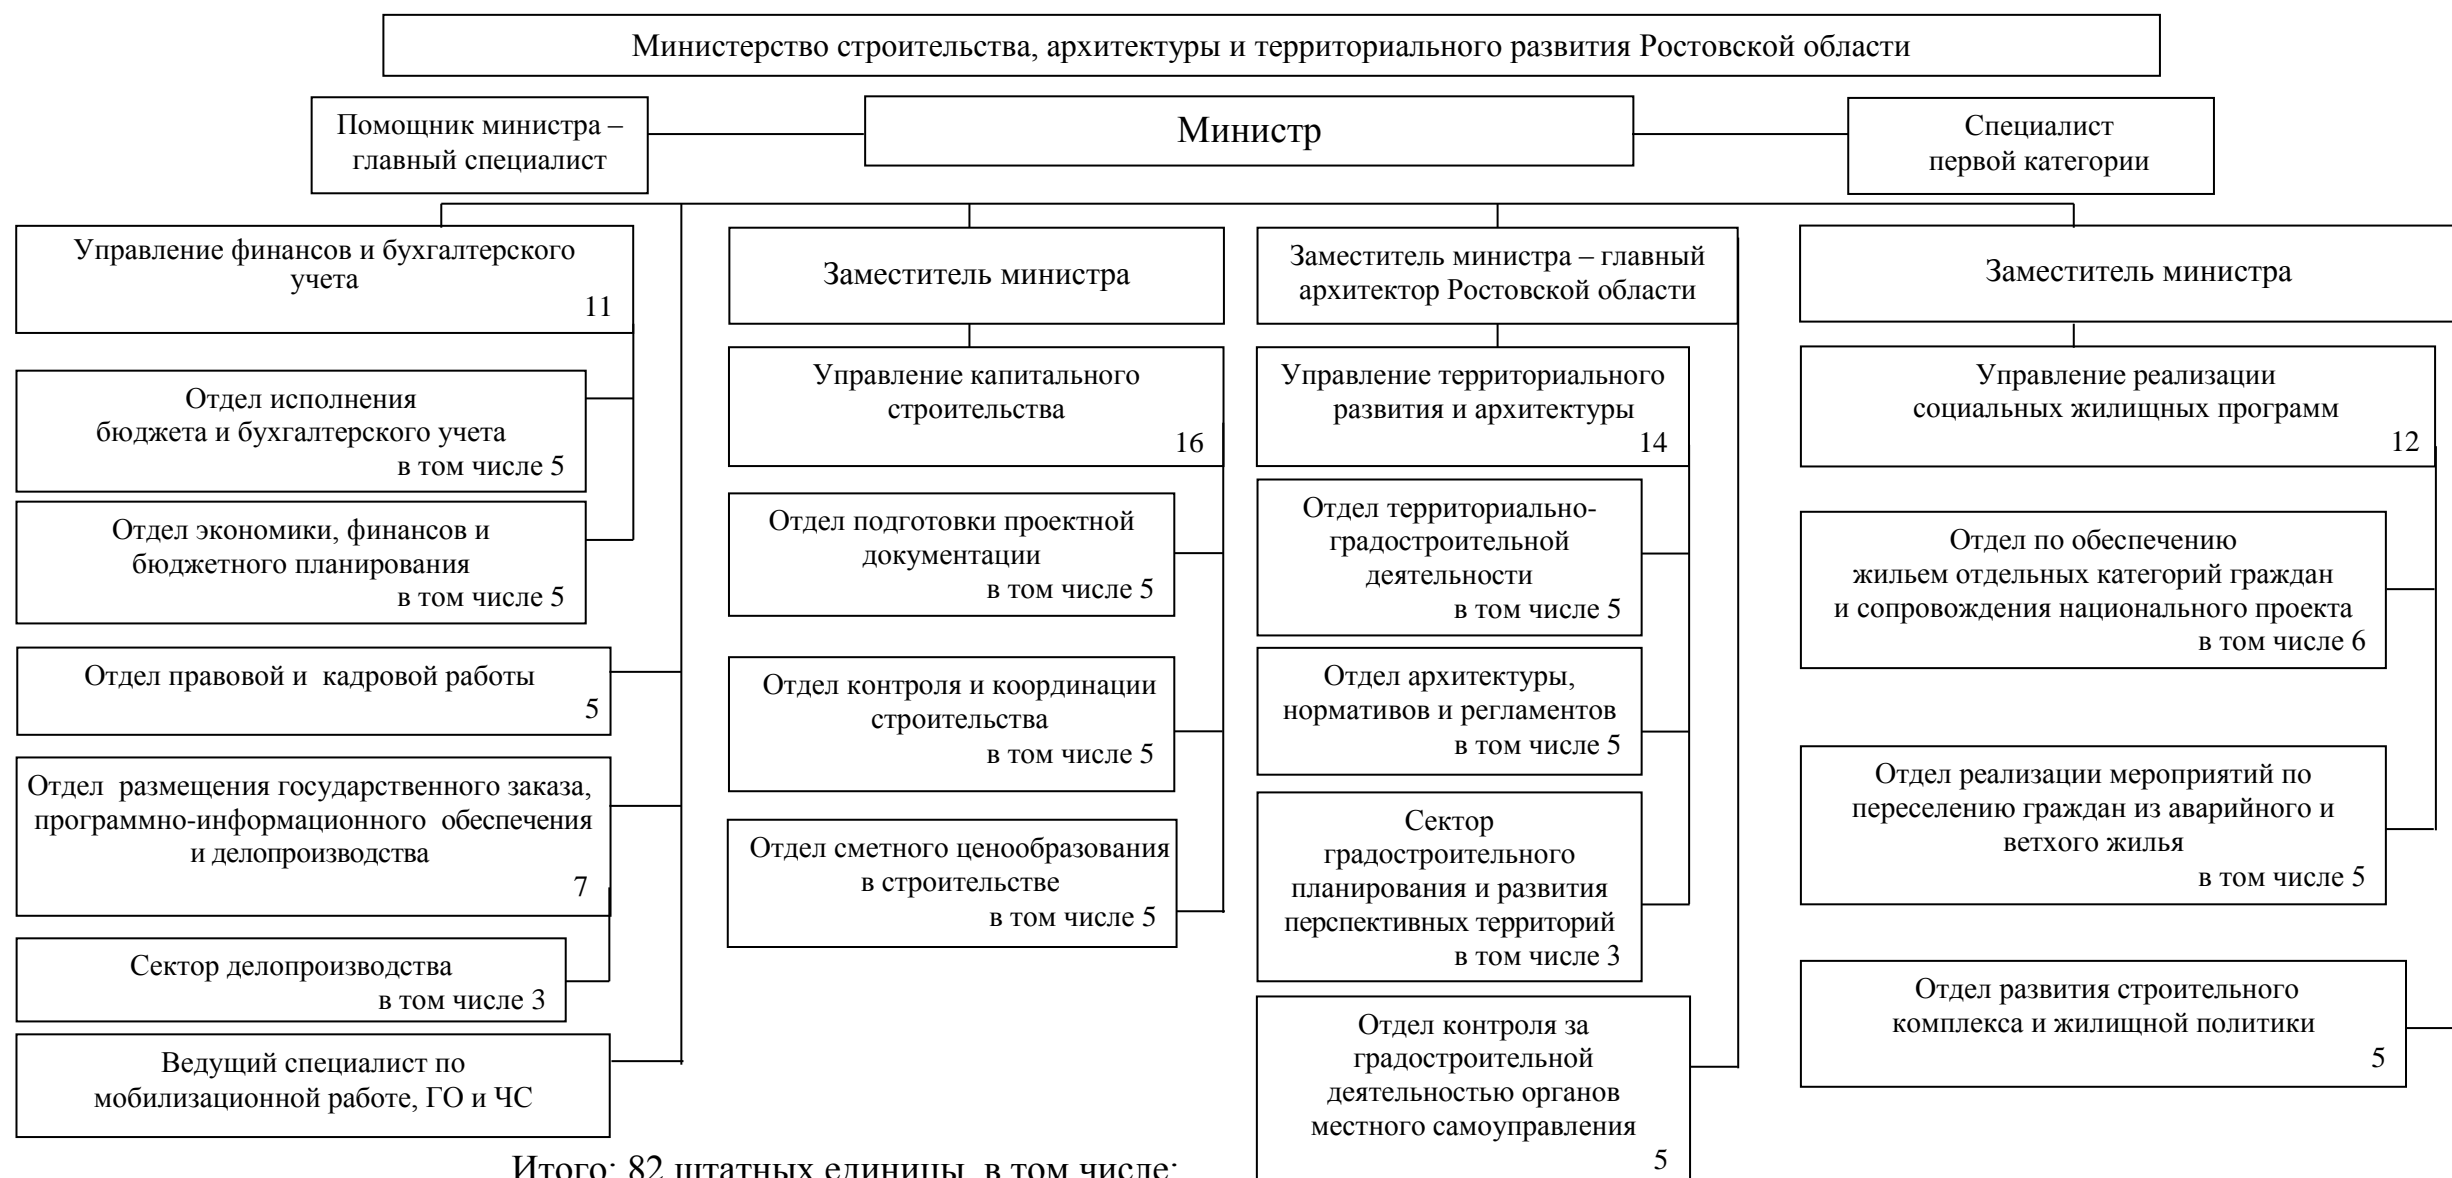 Министерство строительства, архитектуры и территориального развития Ростовской области
Помощник министра –
главный специалист
Министр
Специалист
первой категории
Управление финансов и бухгалтерского
учета
11
Отдел исполнения
бюджета и бухгалтерского учета
в том числе 5
Отдел экономики, финансов и
бюджетного планирования
в том числе 5
Отдел правовой и кадровой работы
5
Отдел размещения государственного заказа,
программно-информационного обеспечения
и делопроизводства
7
Сектор делопроизводства
в том числе 3
Ведущий специалист по
мобилизационной работе, ГО и ЧС
Заместитель министра
Управление капитального
строительства
16
Отдел подготовки проектной
документации
в том числе 5
Отдел контроля и координации
строительства
в том числе 5
Отдел сметного ценообразования
в строительстве
в том числе 5
Заместитель министра – главный
архитектор Ростовской области
Управление территориального
развития и архитектуры
14
Отдел территориально-
градостроительной
деятельности
в том числе 5
Отдел архитектуры,
нормативов и регламентов
в том числе 5
Сектор
градостроительного
планирования и развития
перспективных территорий
в том числе 3
Отдел контроля за
градостроительной
деятельностью органов
местного самоуправления
5
Заместитель министра
Управление реализации
социальных жилищных программ
12
Отдел по обеспечению
жильем отдельных категорий граждан
и сопровождения национального проекта
в том числе 6
Отдел реализации мероприятий по
переселению граждан из аварийного и
ветхого жилья
в том числе 5
Отдел развития строительного
комплекса и жилищной политики
5
Итого: 82 штатных единицы в том числе: